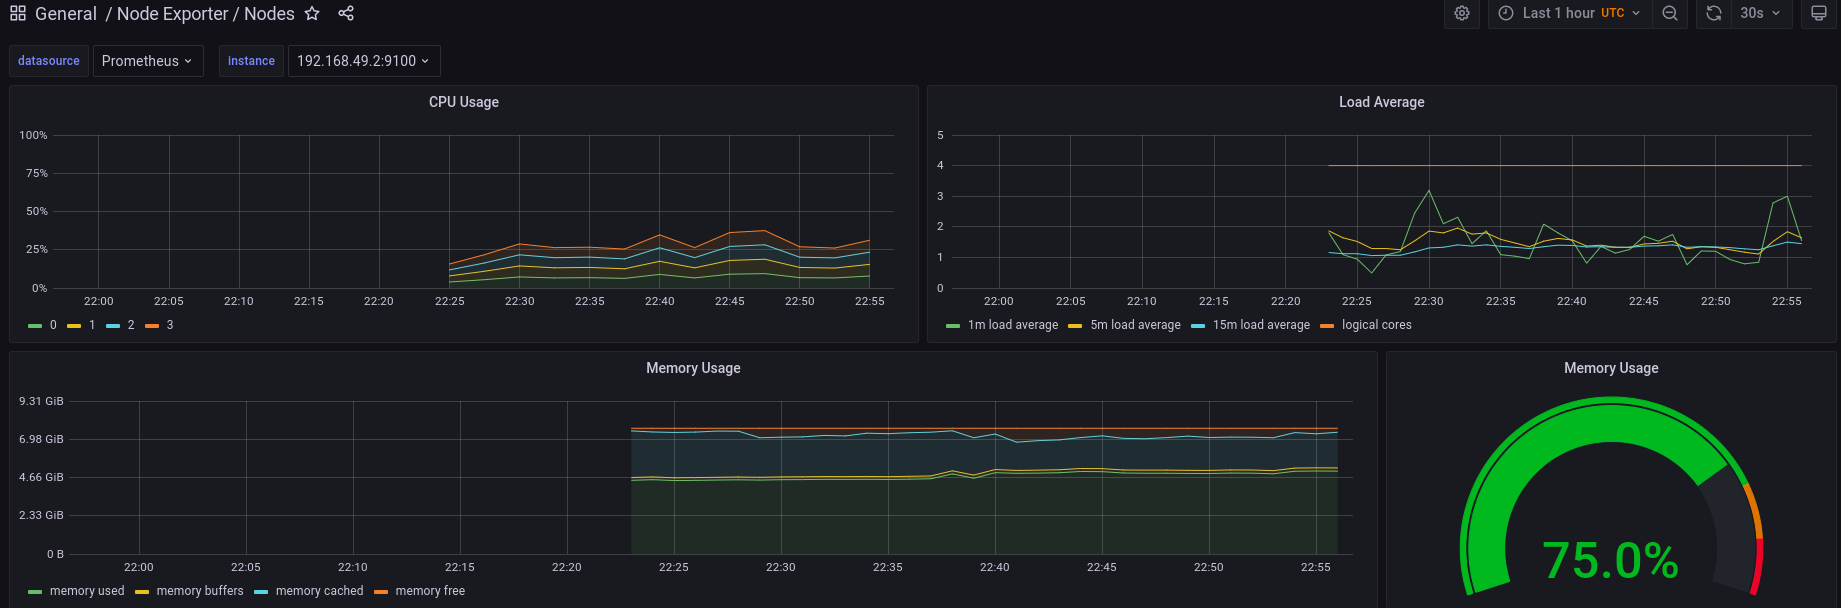 General / Node Exporter / Nodes
Last 1 hour UTC
30s
datasource Prometheus instance 192.168.49.2:9100
CPU Usage
100%
75%
50%
25%
0%
22:00 22:05 22:10 22:15 22:20 22:25 22:30 22:35 22:40 22:45 22:50 22:55
0 1 2 3
Load Average
5
4
3
2
1
0
22:00 22:05 22:10 22:15 22:20 22:25 22:30 22:35 22:40 22:45 22:50 22:55
1m load average 5m load average 15m load average logical cores
Memory Usage
9.31 GiB
6.98 GiB
4.66 GiB
2.33 GiB
0 B
22:00 22:05 22:10 22:15 22:20 22:25 22:30 22:35 22:40 22:45 22:50 22:55
memory used memory buffers memory cached memory free
Memory Usage
75.0%